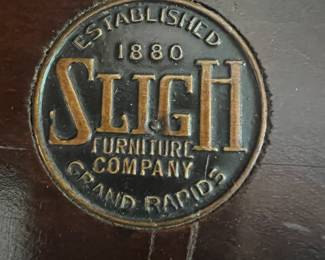 ESTABLISHED
1880
SLIGH
FURNITURE
COMPANY
GRAND RAPIDS